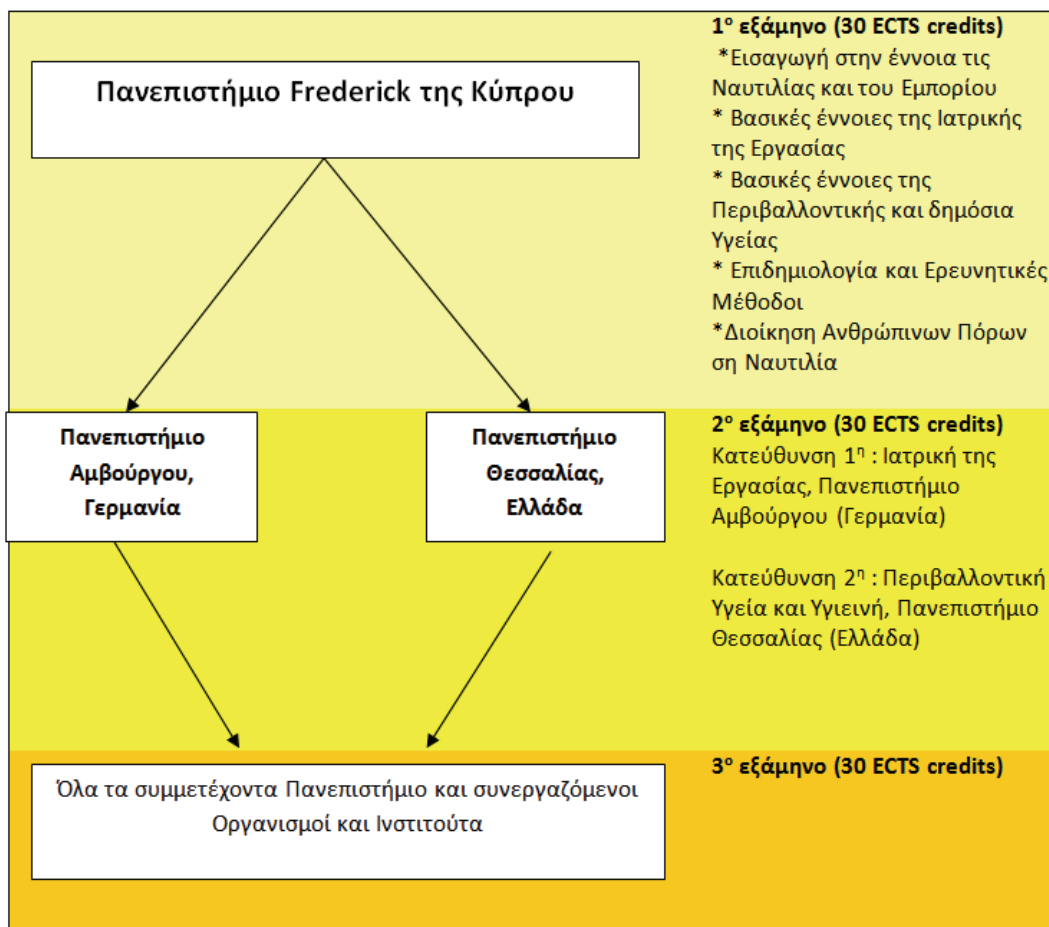 1ο εξάμηνο (30 ECTS credits)
*Εισαγωγή στην έννοια τις
Ναυτιλίας και του Εμπορίου
* Βασικές έννοιες της Ιατρικής
της Εργασίας
* Βασικές έννοιες της
Περιβαλλοντικής και δημόσια
Υγείας
* Επιδημιολογία και Ερευνητικές
Μέθοδοι
*Διοίκηση Ανθρώπινων Πόρων
ση Ναυτιλία
Πανεπιστήμιο Frederick της Κύπρου
Πανεπιστήμιο
Αμβούργου,
Γερμανία
Πανεπιστήμιο
Θεσσαλίας,
Ελλάδα
2ο εξάμηνο (30 ECTS credits)
Κατεύθυνση 1η : Ιατρική της
Εργασίας, Πανεπιστήμιο
Αμβούργου (Γερμανία)
Κατεύθυνση 2η : Περιβαλλοντική
Υγεία και Υγιεινή, Πανεπιστήμιο
Θεσσαλίας (Ελλάδα)
Όλα τα συμμετέχοντα Πανεπιστήμιο και συνεργαζόμενοι
Οργανισμοί και Ινστιτούτα
3ο εξάμηνο (30 ECTS credits)